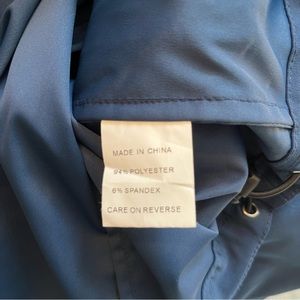 MADE IN CHINA
94% POLYESTER
6% SPANDEX
CARE ON REVERSE